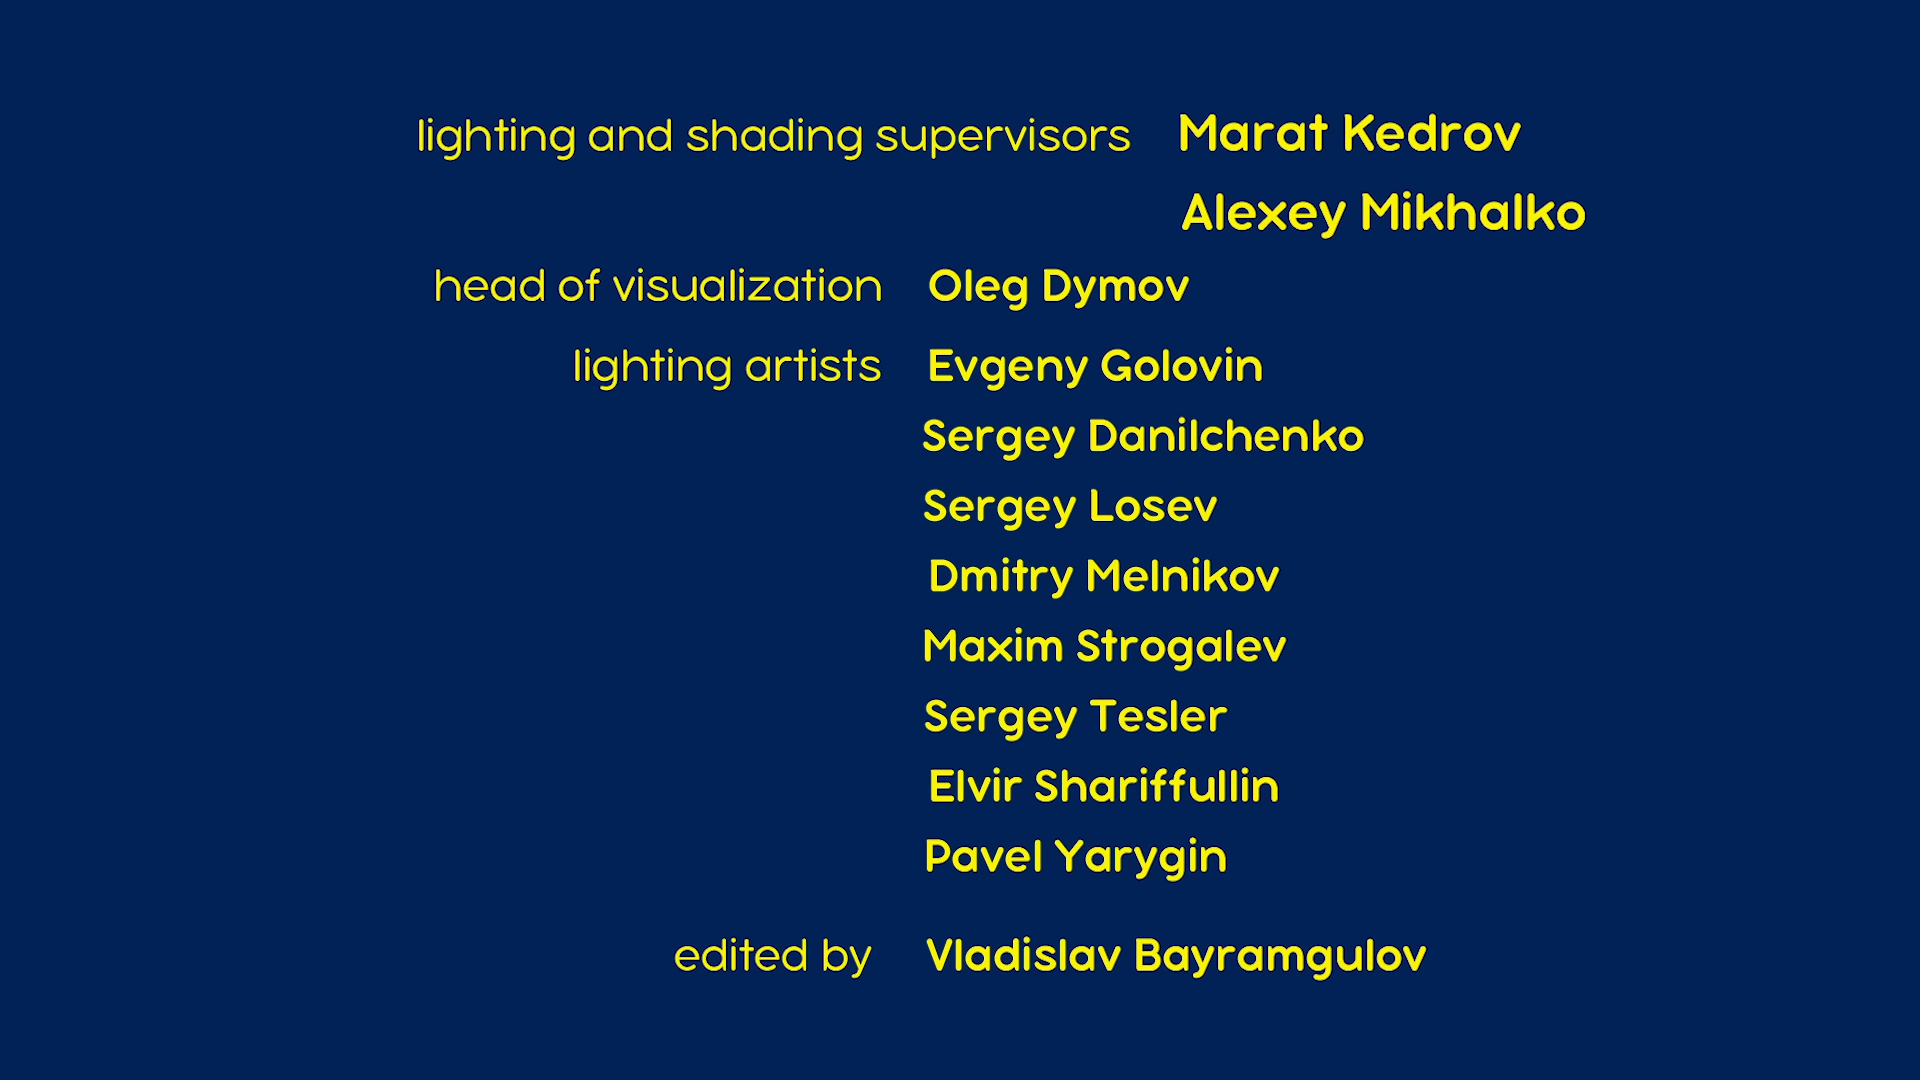 lighting and shading supervisors Marat Kedrov
Alexey Mikhalko
head of visualization Oleg Dymov
lighting artists Evgeny Golovin
Sergey Danilchenko
Sergey Losev
Dmitry Melnikov
Maxim Strogalev
Sergey Tesler
Elvir Shariffullin
Pavel Yarygin
edited by Vladislav Bayramgulov